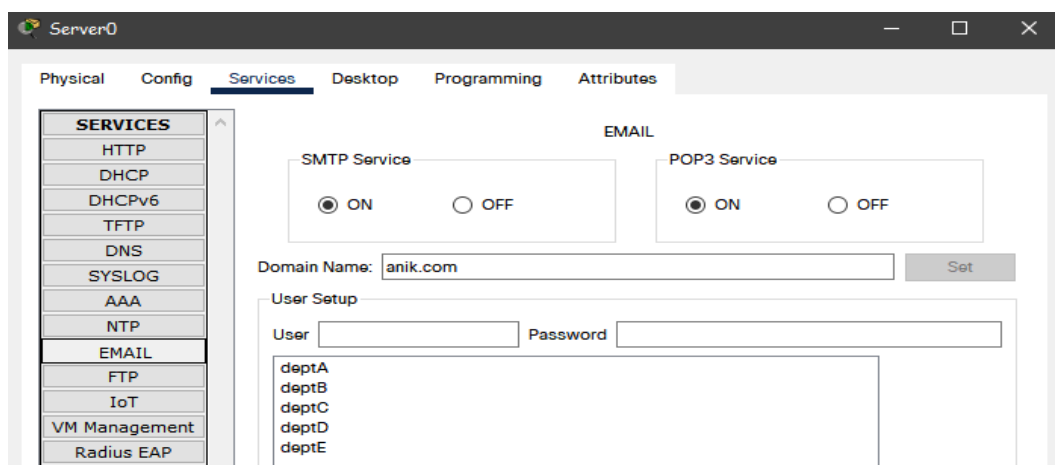 Server0
Physical Config Services Desktop Programming Attributes
SERVICES
HTTP
DHCP
DHCPv6
TFTP
DNS
SYSLOG
AAA
NTP
EMAIL
FTP
IoT
VM Management
Radius EAP
EMAIL
SMTP Service
ON OFF
POP3 Service
ON OFF
Domain Name: anik.com Set
User Setup
User Password
deptA
deptB
deptC
deptD
deptE